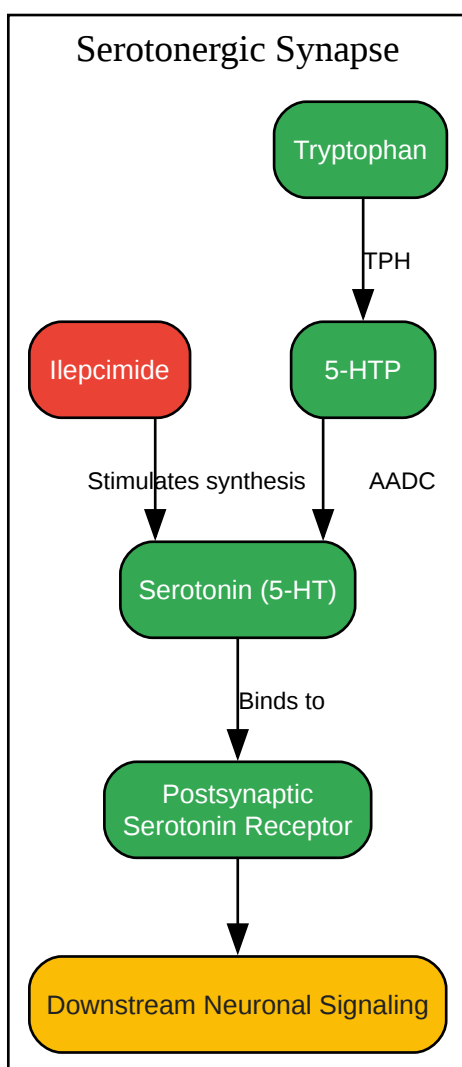 Serotonergic Synapse
Tryptophan
TPH
Ilepcimide
5-HTP
Stimulates synthesis
AADC
Serotonin (5-HT)
Binds to
Postsynaptic
Serotonin Receptor
Downstream Neuronal Signaling